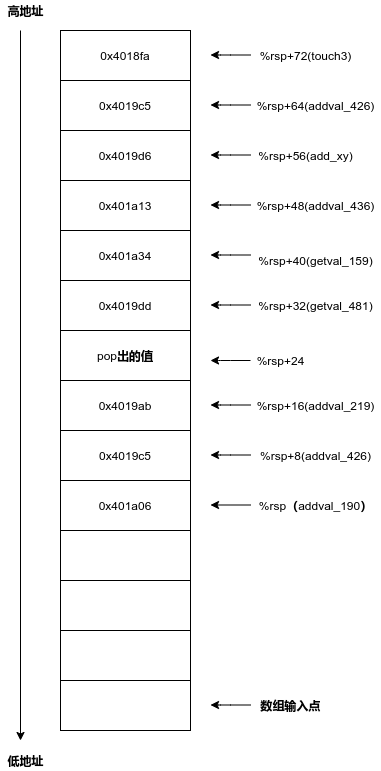 高地址
0x4018fa %rsp+72(touch3)
0x4019c5 %rsp+64(addval_426)
0x4019d6 %rsp+56(add_xy)
0x401a13 %rsp+48(addval_436)
0x401a34 %rsp+40(getval_159)
0x4019dd %rsp+32(getval_481)
pop出的值 %rsp+24
0x4019ab %rsp+16(addval_219)
0x4019c5 %rsp+8(addval_426)
0x401a06 %rsp（addval_190）
数组输入点
低地址